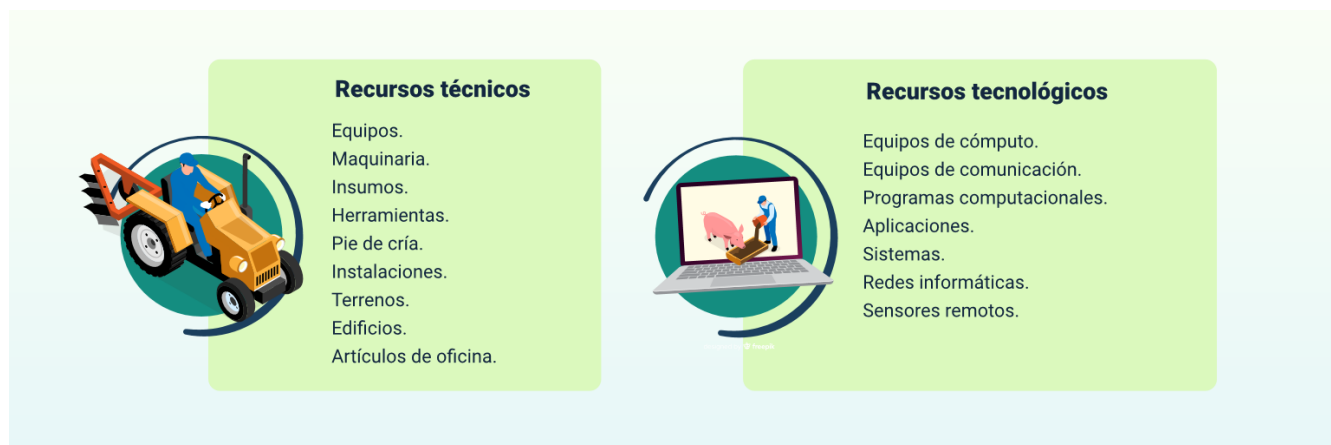 Recursos técnicos
Equipos.
Maquinaria.
Insumos.
Herramientas.
Pie de cría.
Instalaciones.
Terrenos.
Edificios.
Artículos de oficina.
Recursos tecnológicos
Equipos de cómputo.
Equipos de comunicación.
Programas computacionales.
Aplicaciones.
Sistemas.
Redes informáticas.
Sensores remotos.